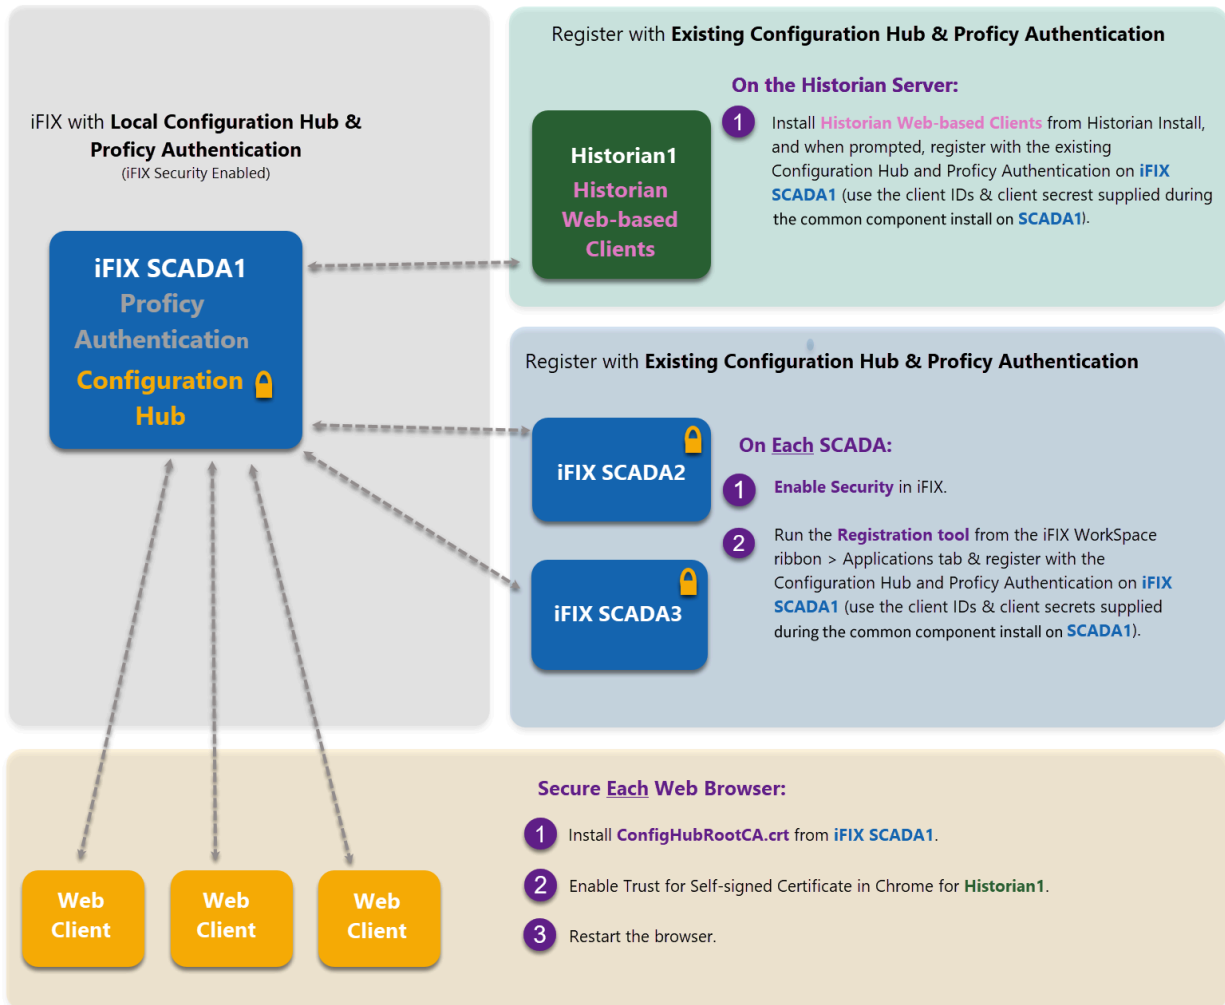 iFIX with Local Configuration Hub &
Proficy Authentication
(iFIX Security Enabled)
iFIX SCADA1
Proficy
Authentication
Configuration
Hub
Register with Existing Configuration Hub & Proficy Authentication
Historian1
Historian
Web-based
Clients
On the Historian Server:
1
Install Historian Web-based Clients from Historian Install,
and when prompted, register with the existing
Configuration Hub and Proficy Authentication on iFIX
SCADA1 (use the client IDs & client secrest supplied during
the common component install on SCADA1).
Register with Existing Configuration Hub & Proficy Authentication
iFIX SCADA2
iFIX SCADA3
On Each SCADA:
1
Enable Security in iFIX.
2
Run the Registration tool from the iFIX WorkSpace
ribbon > Applications tab & register with the
Configuration Hub and Proficy Authentication on iFIX
SCADA1 (use the client IDs & client secrets supplied
during the common component install on SCADA1).
Web
Client
Web
Client
Web
Client
Secure Each Web Browser:
1
Install ConfigHubRootCA.crt from iFIX SCADA1.
2
Enable Trust for Self-signed Certificate in Chrome for Historian1.
3
Restart the browser.